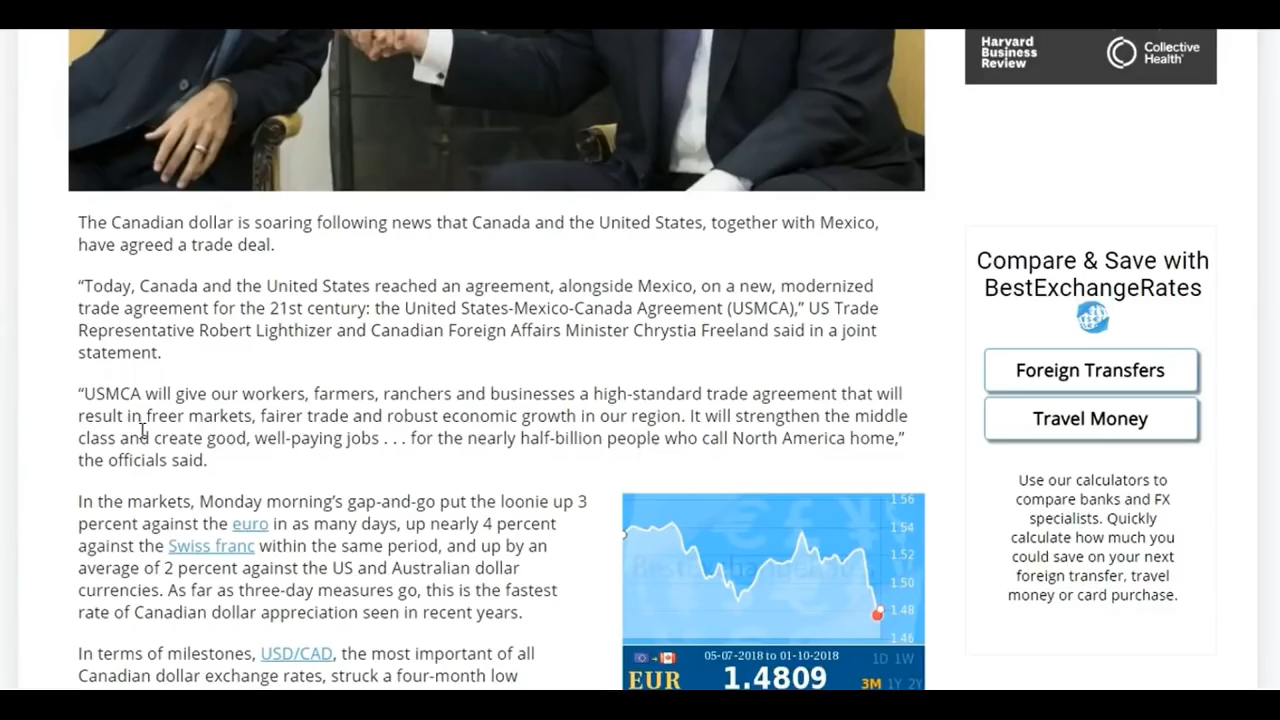 Harvard
Business
Review
Collective
Health
The Canadian dollar is soaring following news that Canada and the United States, together with Mexico,
have agreed a trade deal.
“Today, Canada and the United States reached an agreement, alongside Mexico, on a new, modernized
trade agreement for the 21st century: the United States-Mexico-Canada Agreement (USMCA),” US Trade
Representative Robert Lighthizer and Canadian Foreign Affairs Minister Chrystia Freeland said in a joint
statement.
“USMCA will give our workers, farmers, ranchers and businesses a high-standard trade agreement that will
result in freer markets, fairer trade and robust economic growth in our region. It will strengthen the middle
class and create good, well-paying jobs . . . for the nearly half-billion people who call North America home,”
the officials said.
In the markets, Monday morning’s gap-and-go put the loonie up 3
percent against the euro in as many days, up nearly 4 percent
against the Swiss franc within the same period, and up by an
average of 2 percent against the US and Australian dollar
currencies. As far as three-day measures go, this is the fastest
rate of Canadian dollar appreciation seen in recent years.
In terms of milestones, USD/CAD, the most important of all
Canadian dollar exchange rates, struck a four-month low
1.56
1.54
1.52
1.50
1.48
1.46
05-07-2018 to 01-10-2018
1D 1W
EUR
1.4809
3M 1Y 2Y
Compare & Save with
BestExchangeRates
Foreign Transfers
Travel Money
Use our calculators to
compare banks and FX
specialists. Quickly
calculate how much you
could save on your next
foreign transfer, travel
money or card purchase.